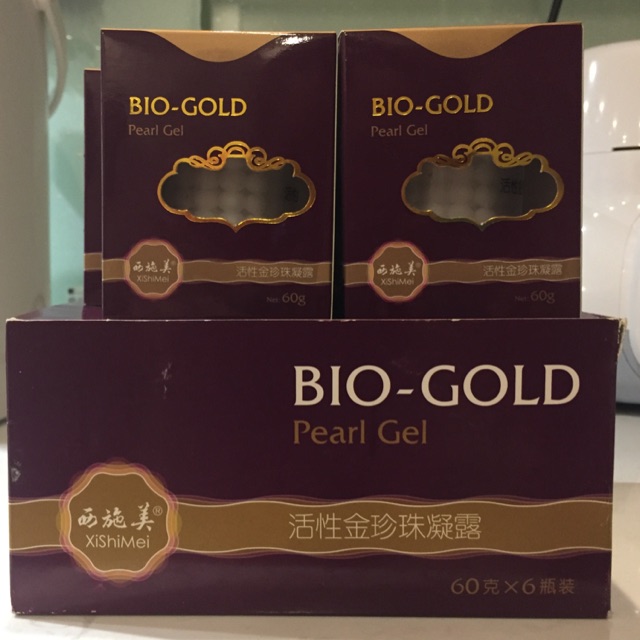 BIO-GOLD
Pearl Gel
西施美®
XiShiMei
活性金珍珠凝露
Net: 60g
BIO-GOLD
Pearl Gel
西施美®
XiShiMei
活性金珍珠凝露
Net: 60g
BIO-GOLD
Pearl Gel
西施美®
XiShiMei
活性金珍珠凝露
60克×6瓶装